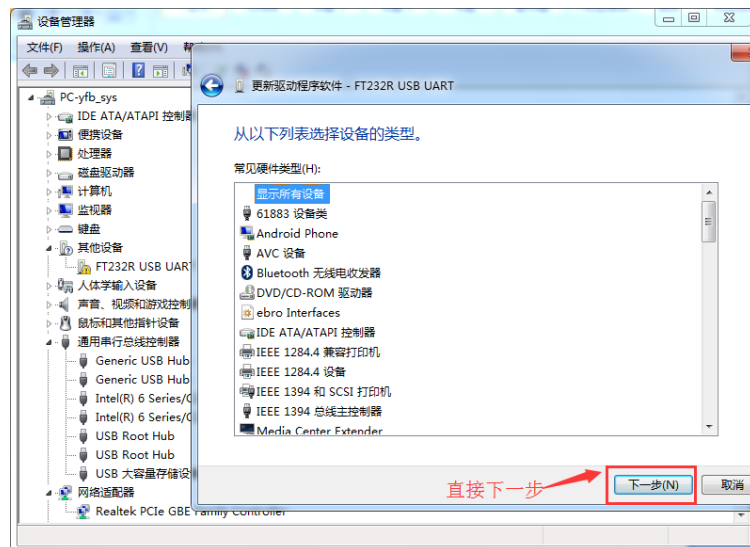 设备管理器
文件(F) 操作(A) 查看(V)
更新驱动程序软件 - FT232R USB UART
PC-yfb_sys
IDE ATA/ATAPI 控制器
便携设备
处理器
磁盘驱动器
计算机
监视器
键盘
其他设备
FT232R USB UAR
人体学输入设备
声音、视频和游戏控制
鼠标和其他指针设备
通用串行总线控制器
Generic USB Hub
Generic USB Hub
Intel(R) 6 Series/C
Intel(R) 6 Series/C
USB Root Hub
USB Root Hub
USB 大容量存储设
网络适配器
Realtek PCIe GBE Family Controller
从以下列表选择设备的类型。
常见硬件类型(H):
显示所有设备
61883 设备类
Android Phone
AVC 设备
Bluetooth 无线电收发器
DVD/CD-ROM 驱动器
ebro Interfaces
IDE ATA/ATAPI 控制器
IEEE 1284.4 兼容打印机
IEEE 1284.4 设备
IEEE 1394 和 SCSI 打印机
IEEE 1394 总线主控制器
Media Center Extender
直接下一步
下一步(N) 取消